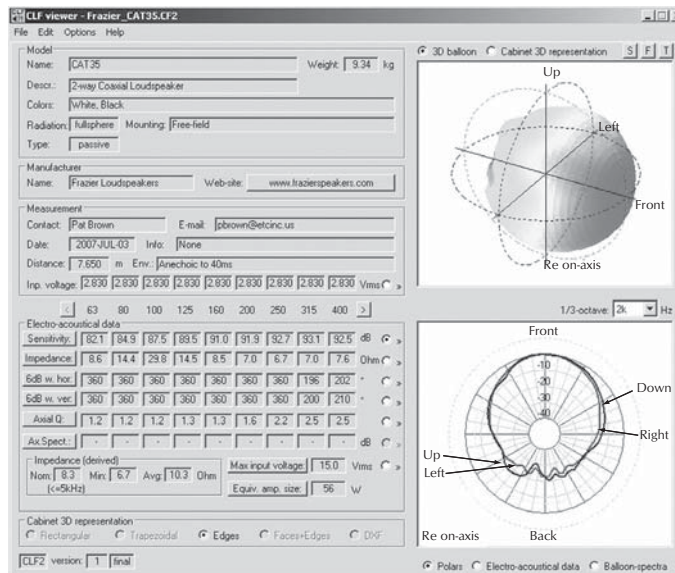 CLF viewer - Frazier_CAT35.CF2
File Edit Options Help
Model
Name: CAT35 Weight: 9.34 kg
Descr.: 2-way Coaxial Loudspeaker
Colors: White, Black
Radiation: fullsphere Mounting: Free-field
Type: passive
Manufacturer
Name: Frazier Loudspeakers Web-site: www.frazierspeakers.com
Measurement
Contact: Pat Brown E-mail: pbrown@etcinc.us
Date: 2007-JUL-03 Info: None
Distance: 7.650 m Env.: Anechoic to 40ms
Inp. voltage: 2.830 2.830 2.830 2.830 2.830 2.830 2.830 2.830 2.830 Vrms »
< 63 80 100 125 160 200 250 315 400 >
Electro-acoustical data
Sensitivity: 82.1 84.9 87.5 89.5 91.0 91.9 92.7 93.1 92.5 dB »
Impedance: 8.6 14.4 29.8 14.5 8.5 7.0 6.7 7.0 7.6 Ohm »
6dB w. hor.: 360 360 360 360 360 360 360 196 202 ° »
6dB w. ver.: 360 360 360 360 360 360 360 200 210 ° »
Axial Q: 1.2 1.2 1.2 1.3 1.3 1.6 2.2 2.5 2.5 »
Ax.Spect.: - - - - - - - - - dB »
Impedance (derived)
Nom: 8.3 Min: 6.7 Avg: 10.3 Ohm
(<=5kHz)
Max input voltage: 15.0 Vrms »
Equiv. amp. size: 56 W
Cabinet 3D representation
Rectangular Trapezoidal Edges Faces+Edges DXF
CLF2 version: 1 final
3D balloon Cabinet 3D representation S F T
Up
Left
Front
Re on-axis
1/3-octave: 2k Hz
Front
-10
-20
-30
-40
Down
Right
Up
Left
Re on-axis Back
Polars Electro-acoustical data Balloon-spectra